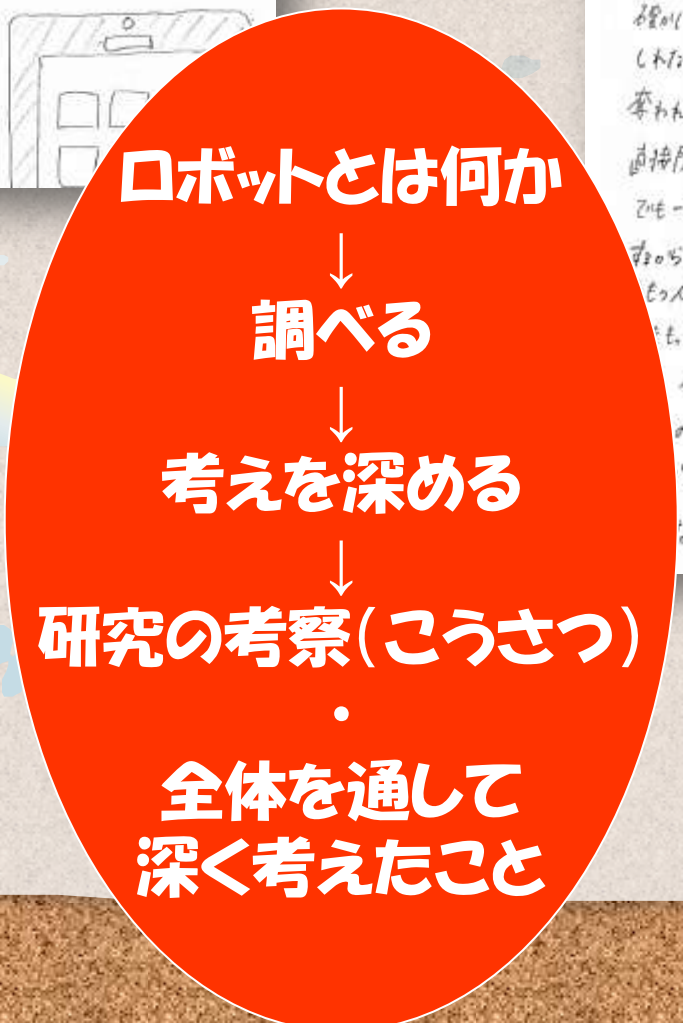 ロボットとは何か
↓
調べる
↓
考えを深める
↓
研究の考察(こうさつ)
・
全体を通して
深く考えたこと